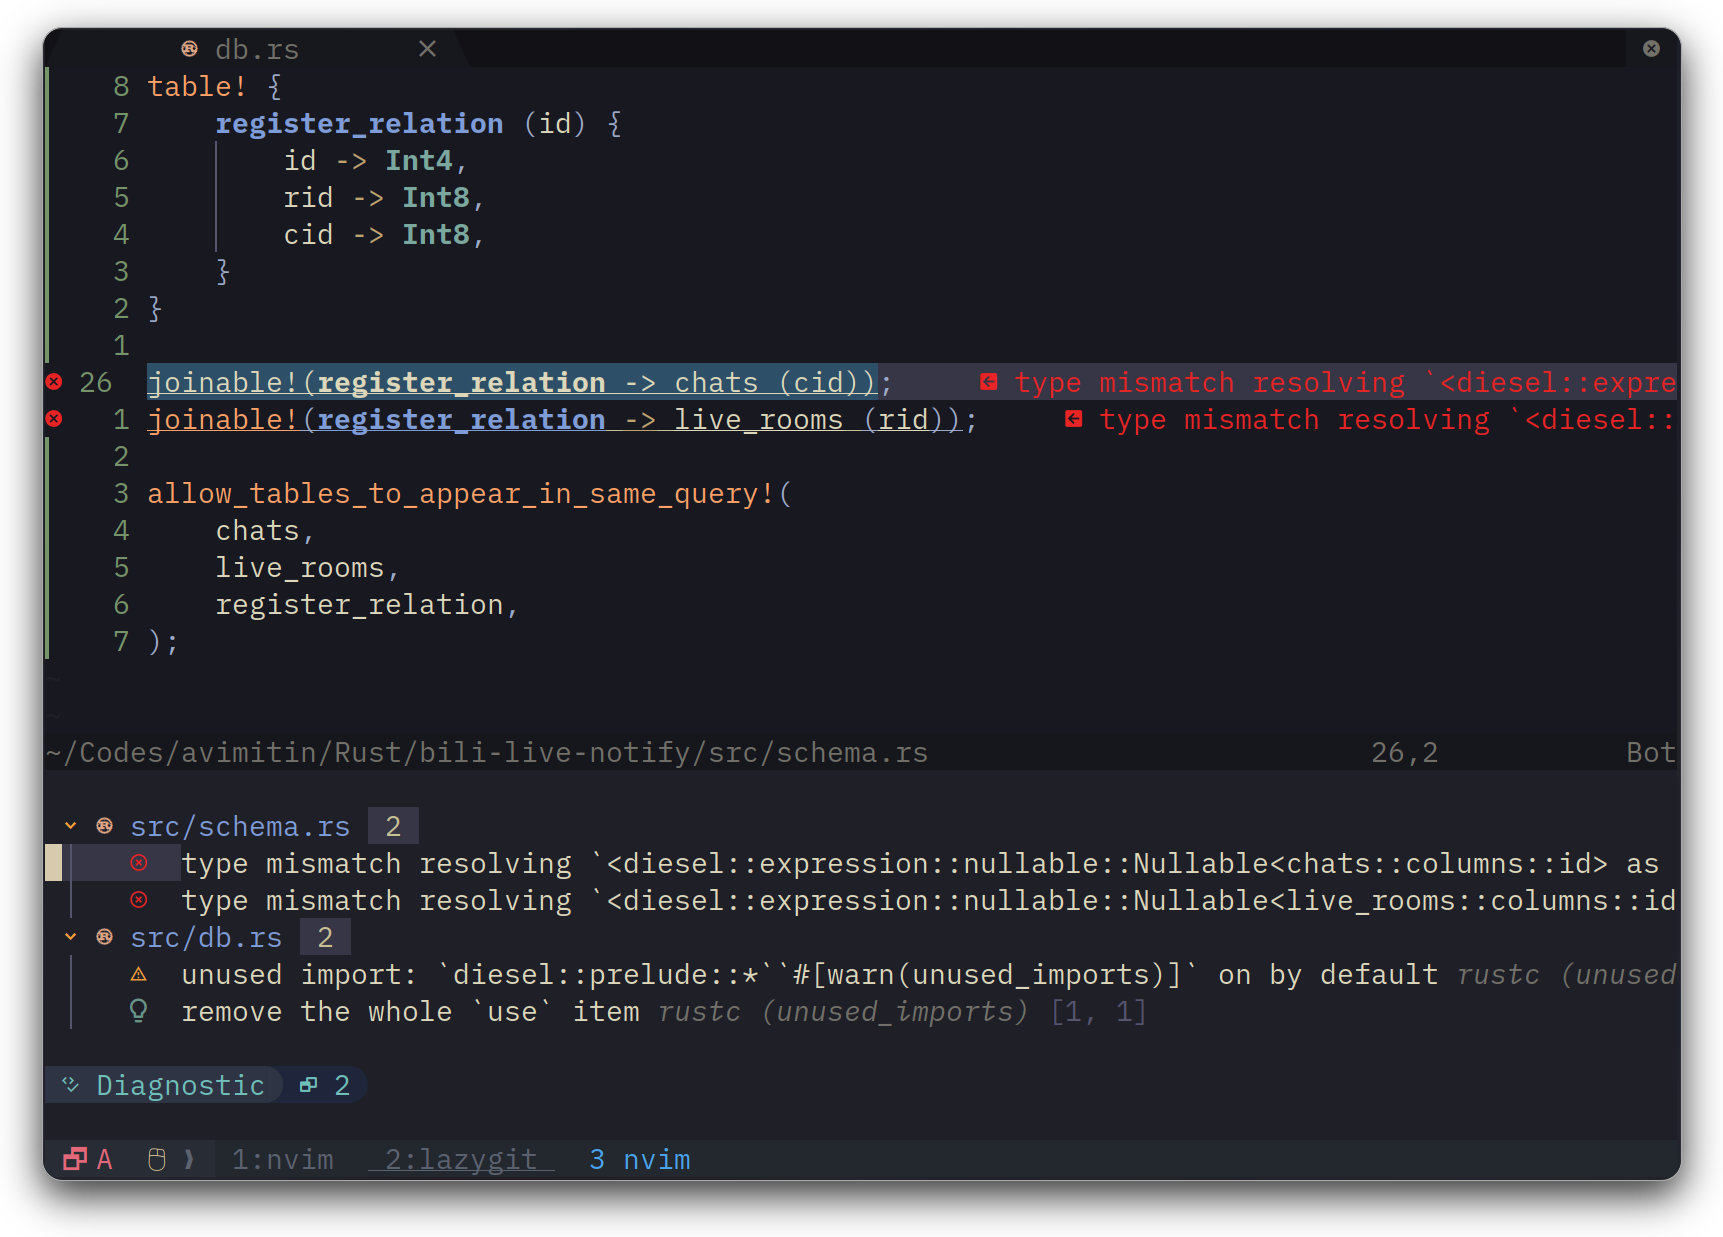 db.rs ×
8 table! {
7     register_relation (id) {
6         id -> Int4,
5         rid -> Int8,
4         cid -> Int8,
3     }
2 }
1
26 joinable!(register_relation -> chats (cid)); type mismatch resolving `<diesel::expre
1 joinable!(register_relation -> live_rooms (rid)); type mismatch resolving `<diesel::
2
3 allow_tables_to_appear_in_same_query!(
4     chats,
5     live_rooms,
6     register_relation,
7 );
~
~
~/Codes/avimitin/Rust/bili-live-notify/src/schema.rs 26,2 Bot
src/schema.rs 2
type mismatch resolving `<diesel::expression::nullable::Nullable<chats::columns::id> as
type mismatch resolving `<diesel::expression::nullable::Nullable<live_rooms::columns::id
src/db.rs 2
unused import: `diesel::prelude::*``#[warn(unused_imports)]` on by default rustc (unused
remove the whole `use` item rustc (unused_imports) [1, 1]
Diagnostic 2
A 1:nvim 2:lazygit 3 nvim